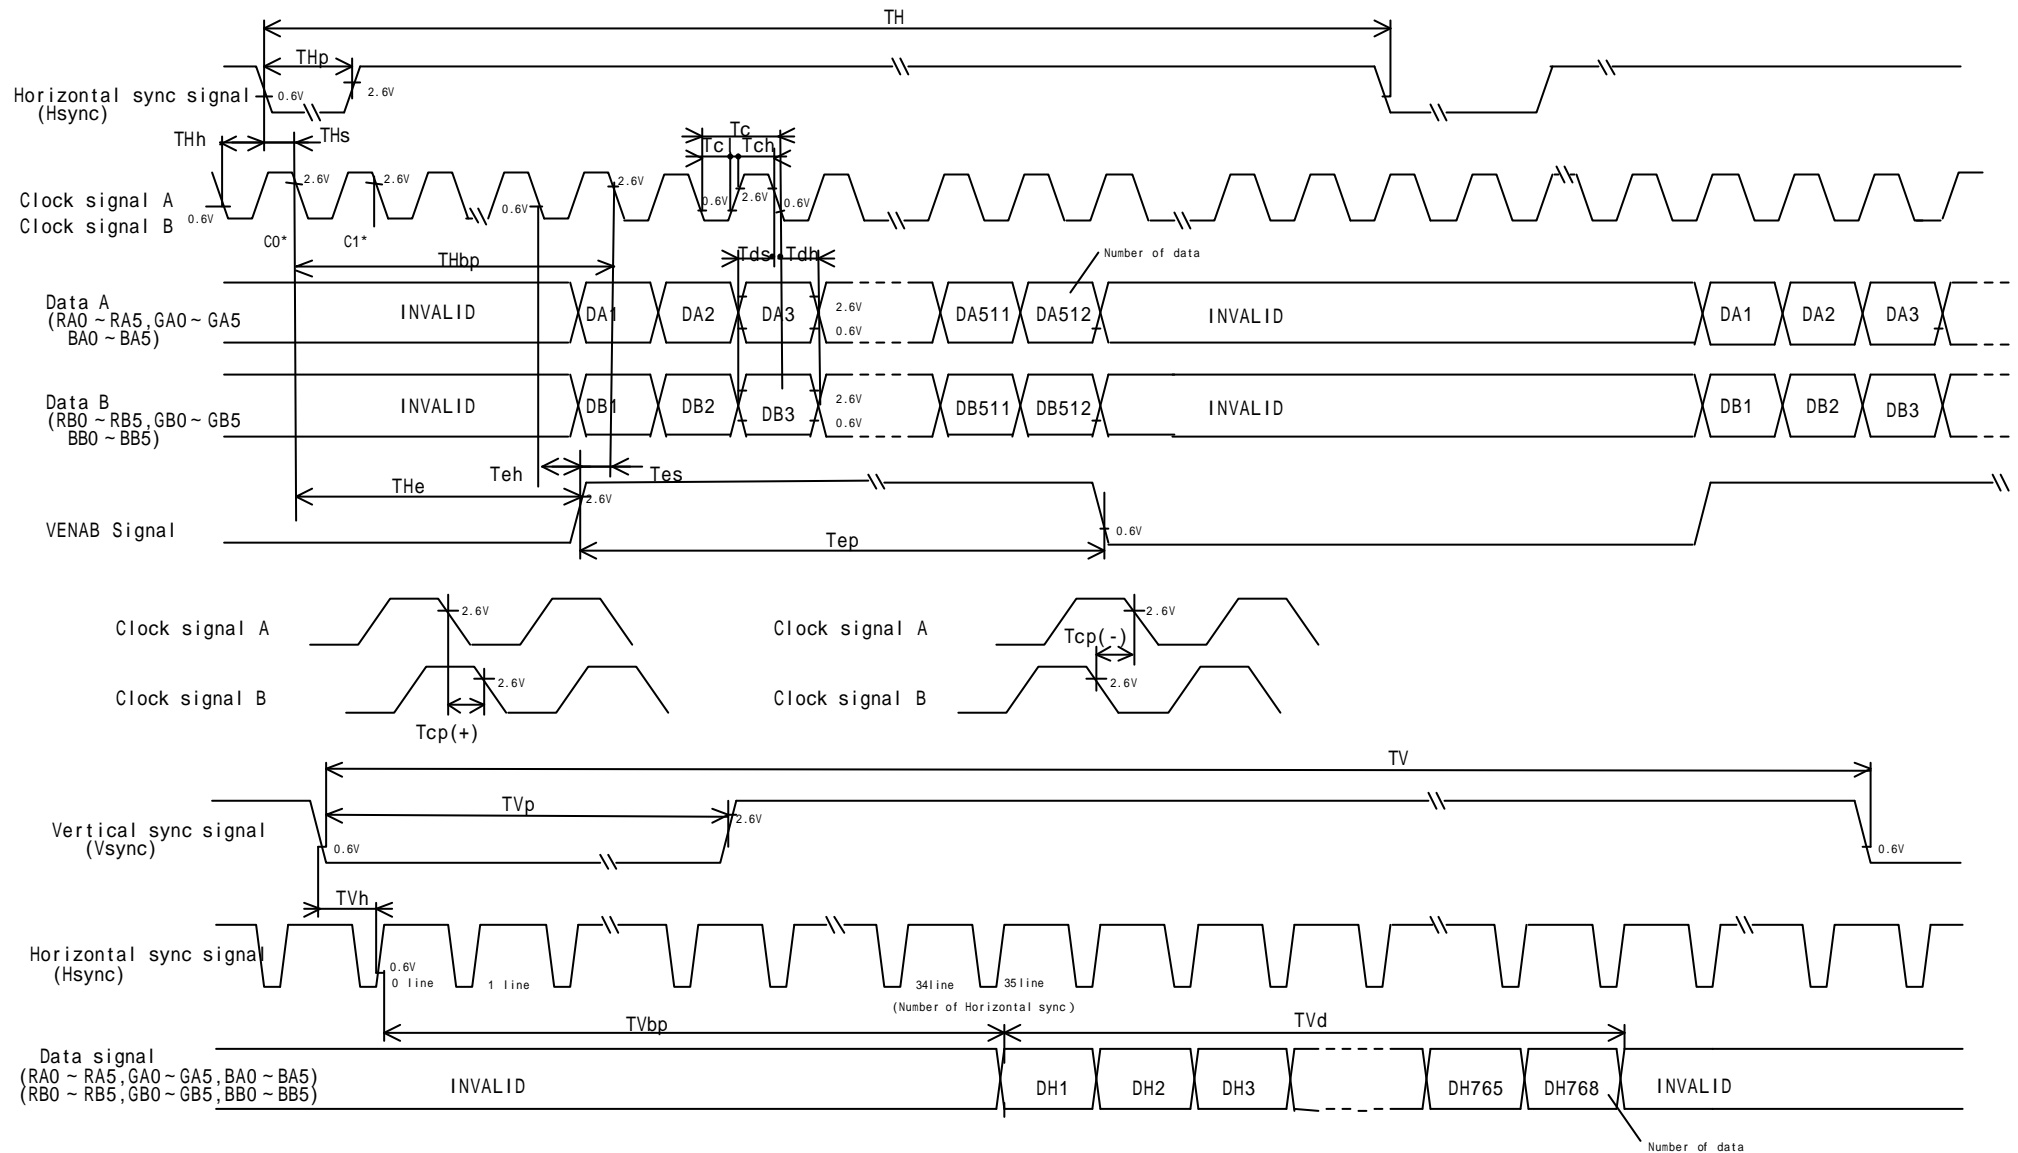 TH
THp
0.6V
2.6V
Horizontal sync signal
(Hsync)
THh
THs
Tc
Tc
Tch
2.6V
2.6V
0.6V
2.6V
0.6V
2.6V
0.6V
Clock signal A
Clock signal B
0.6V
C0*
C1*
THbp
Tds
Tdh
Number of data
Data A
(RA0~RA5,GA0~GA5
BA0~BA5)
INVALID
DA1
DA2
DA3
2.6V
0.6V
DA511
DA512
INVALID
DA1
DA2
DA3
Data B
(RB0~RB5,GB0~GB5
BB0~BB5)
INVALID
DB1
DB2
DB3
2.6V
0.6V
DB511
DB512
INVALID
DB1
DB2
DB3
Teh
Tes
THe
2.6V
VENAB Signal
0.6V
Tep
Clock signal A
2.6V
Clock signal B
2.6V
Tcp(+)
Clock signal A
2.6V
Tcp(-)
Clock signal B
2.6V
TV
TVp
2.6V
Vertical sync signal
(Vsync)
0.6V
0.6V
TVh
Horizontal sync signal
(Hsync)
0.6V
0 line
1 line
34line
35line
(Number of Horizontal sync)
TVbp
TVd
Data signal
(RA0~RA5,GA0~GA5,BA0~BA5)
(RB0~RB5,GB0~GB5,BB0~BB5)
INVALID
DH1
DH2
DH3
DH765
DH768
INVALID
Number of data